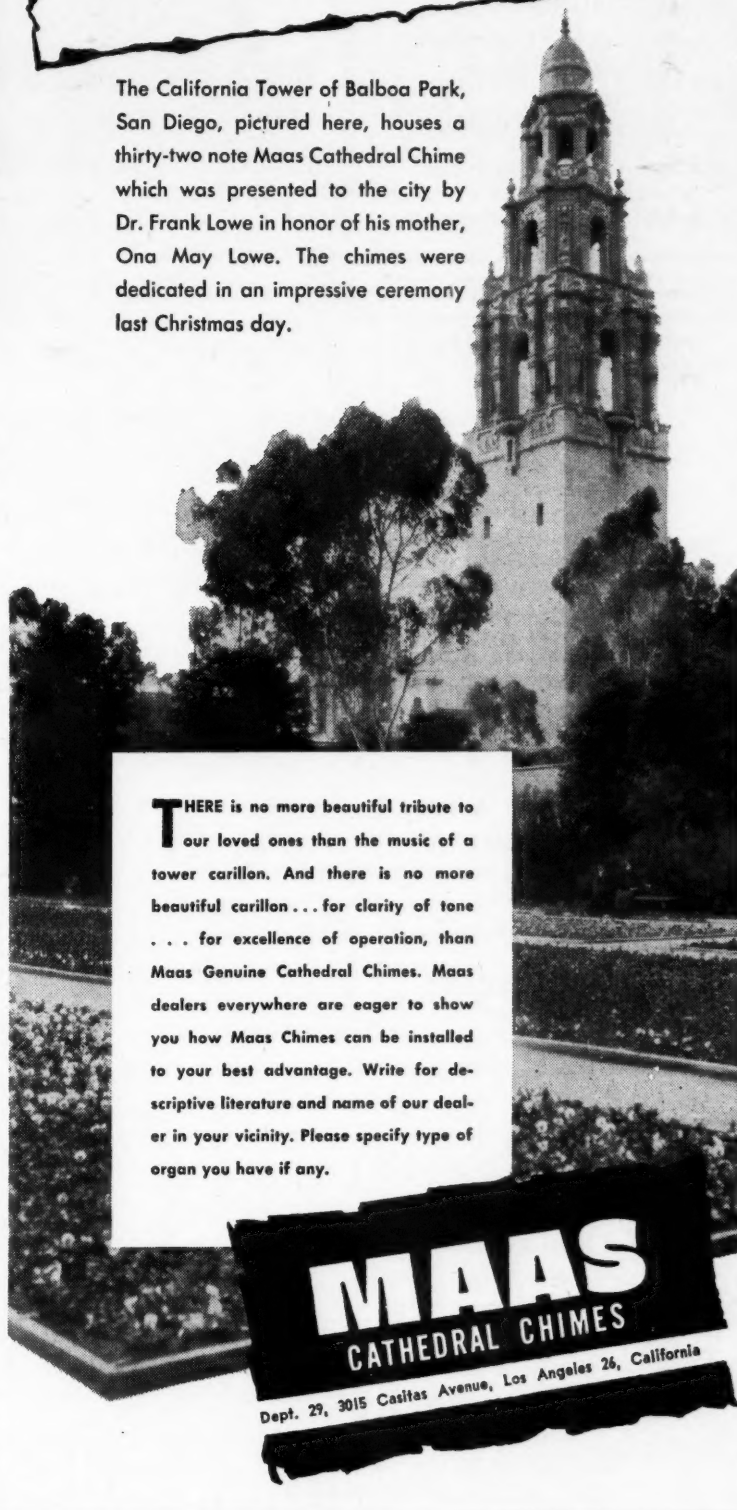 The California Tower of Balboa Park,
San Diego, pictured here, houses a
thirty-two note Maas Cathedral Chime
which was presented to the city by
Dr. Frank Lowe in honor of his mother,
Ona May Lowe. The chimes were
dedicated in an impressive ceremony
last Christmas day.
THERE is no more beautiful tribute to
our loved ones than the music of a
tower carillon. And there is no more
beautiful carillon . . . for clarity of tone
. . . for excellence of operation, than
Maas Genuine Cathedral Chimes. Maas
dealers everywhere are eager to show
you how Maas Chimes can be installed
to your best advantage. Write for de-
scriptive literature and name of our deal-
er in your vicinity. Please specify type of
organ you have if any.
MAAS
CATHEDRAL CHIMES
Dept. 29, 3015 Casitas Avenue, Los Angeles 26, California